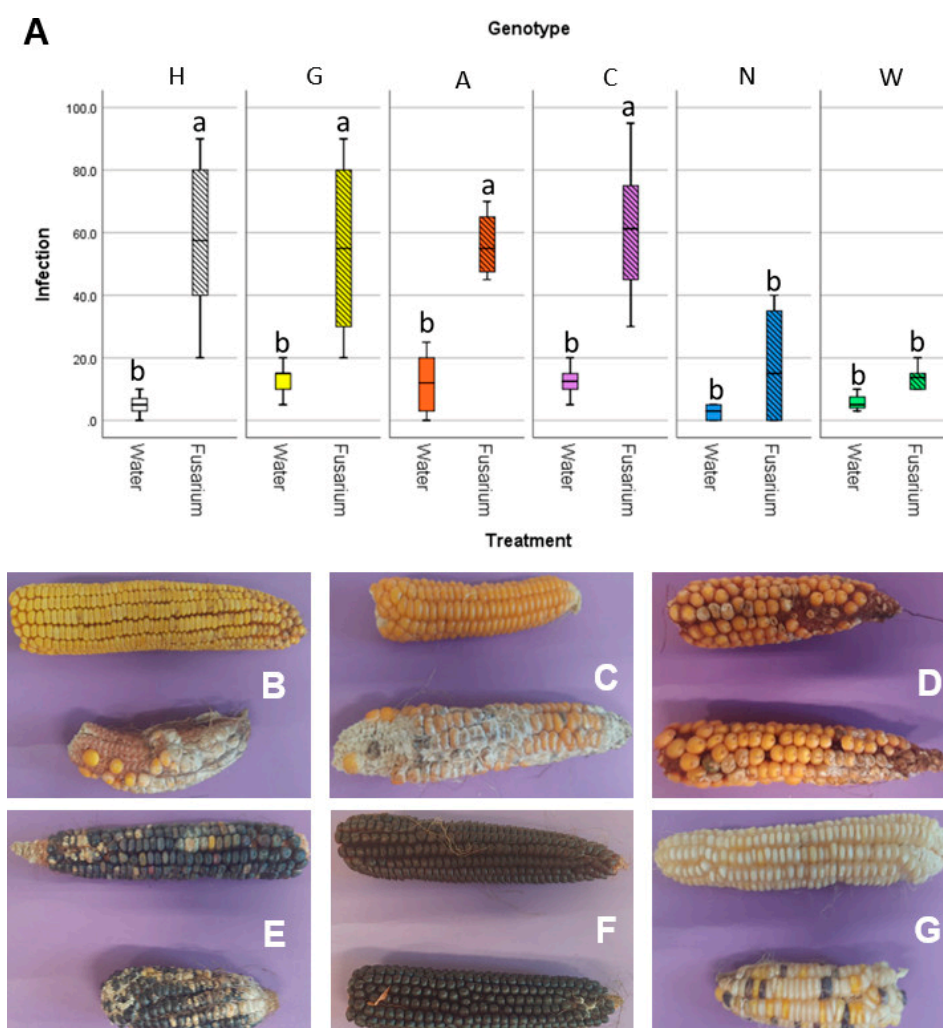 A
Genotype
H G A C N W
100.0
80.0
60.0
40.0
20.0
.0
Infection
a a a a b b
b b b b b b
Water Fusarium Water Fusarium Water Fusarium Water Fusarium Water Fusarium Water Fusarium
Treatment
B C D
E F G